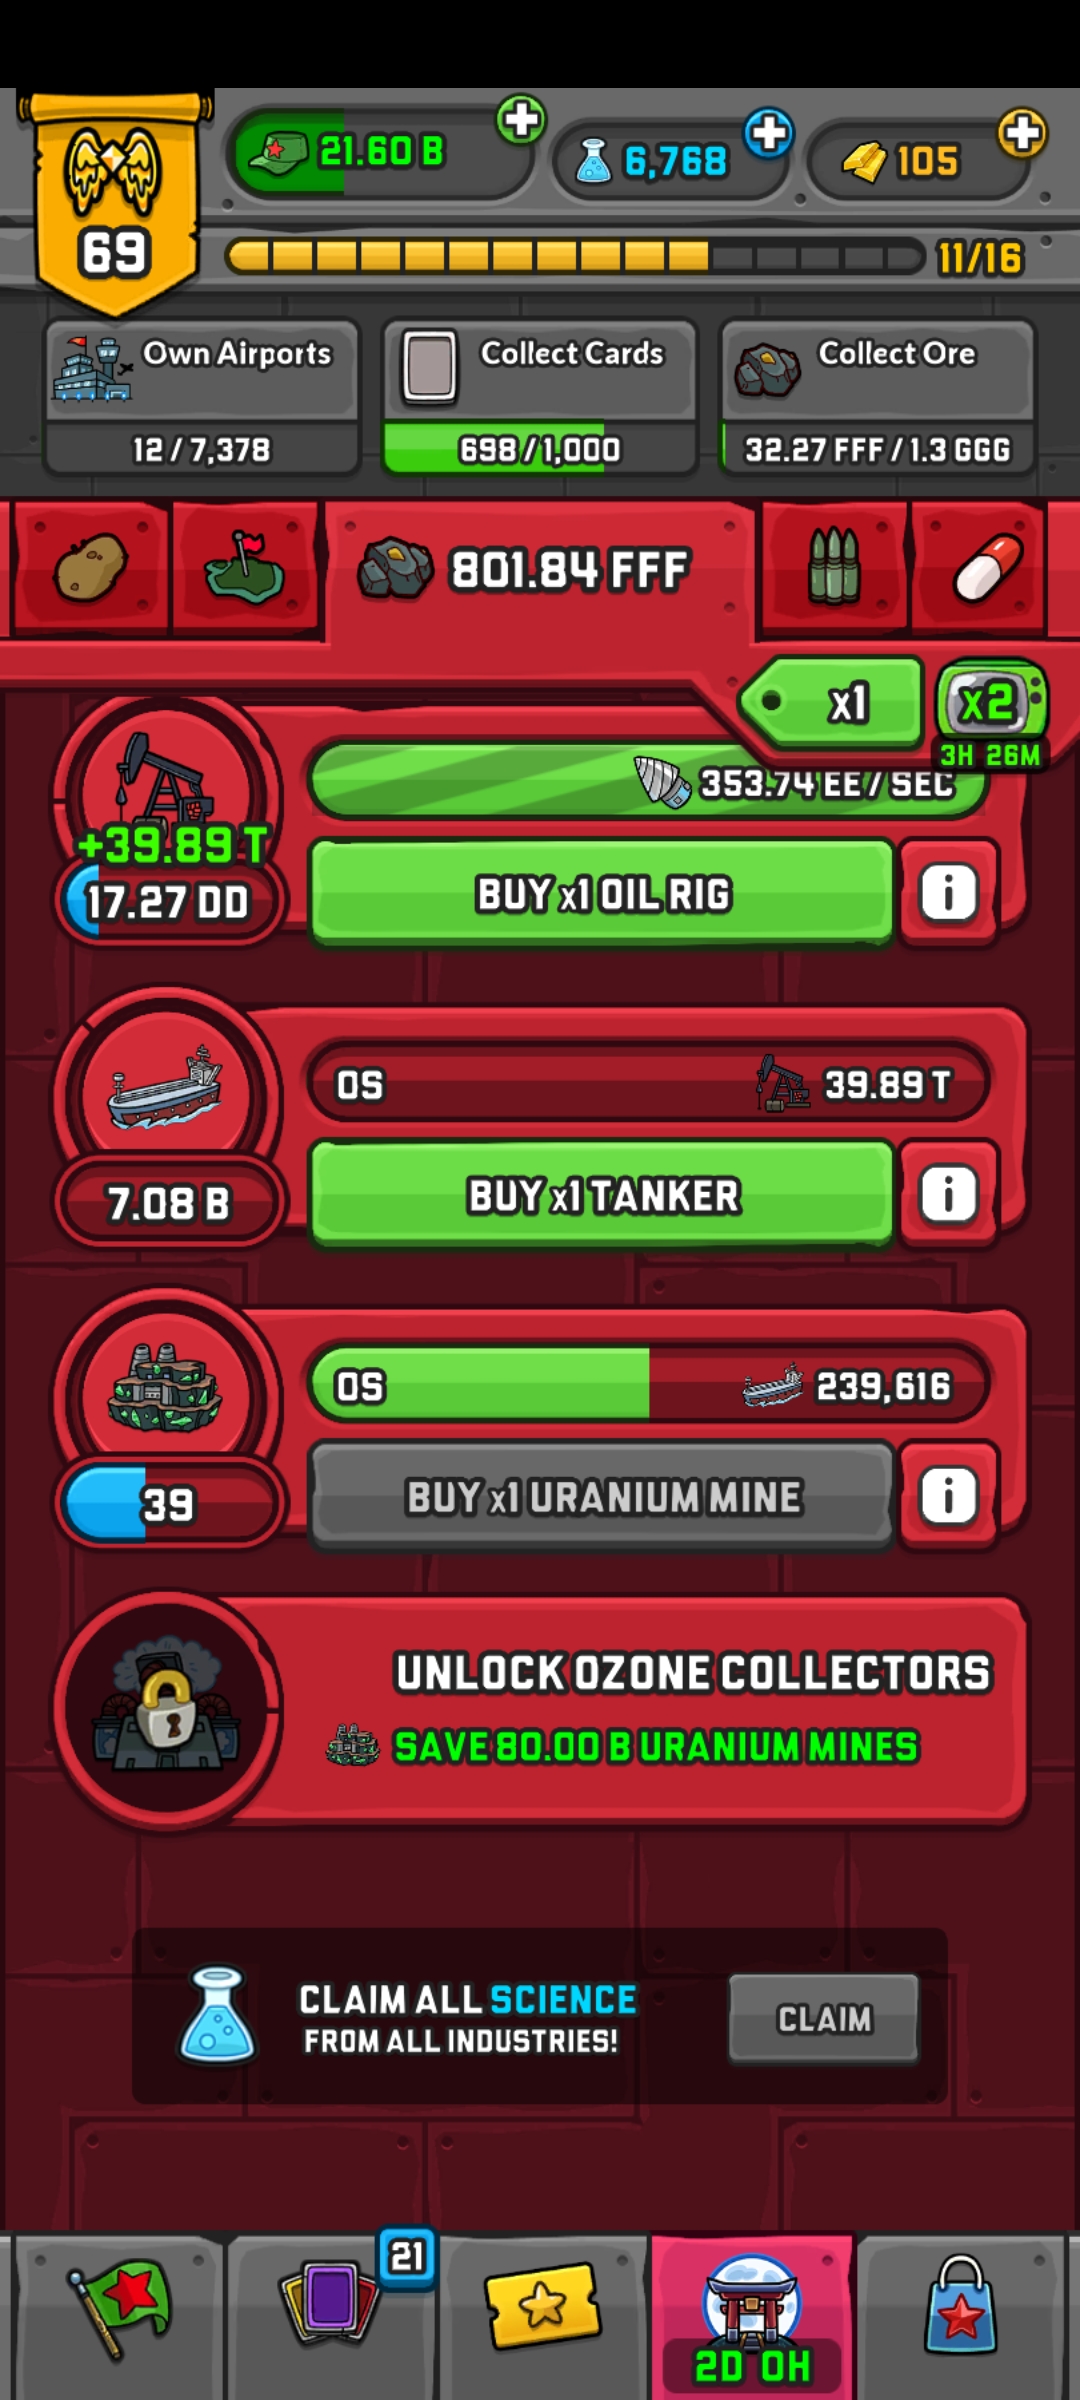 69
21.60 B
6,768
105
11/16
Own Airports
12 / 7,378
Collect Cards
698 / 1,000
Collect Ore
32.27 FFF / 1.3 GGG
801.84 FFF
x1
x2
3H 26M
353.74 EE / SEC
+39.89 T
17.27 DD
BUY x1 OIL RIG
i
0S
39.89 T
7.08 B
BUY x1 TANKER
i
0S
239,616
39
BUY x1 URANIUM MINE
i
UNLOCK OZONE COLLECTORS
SAVE 80.00 B URANIUM MINES
CLAIM ALL SCIENCE
FROM ALL INDUSTRIES!
CLAIM
21
2D 0H